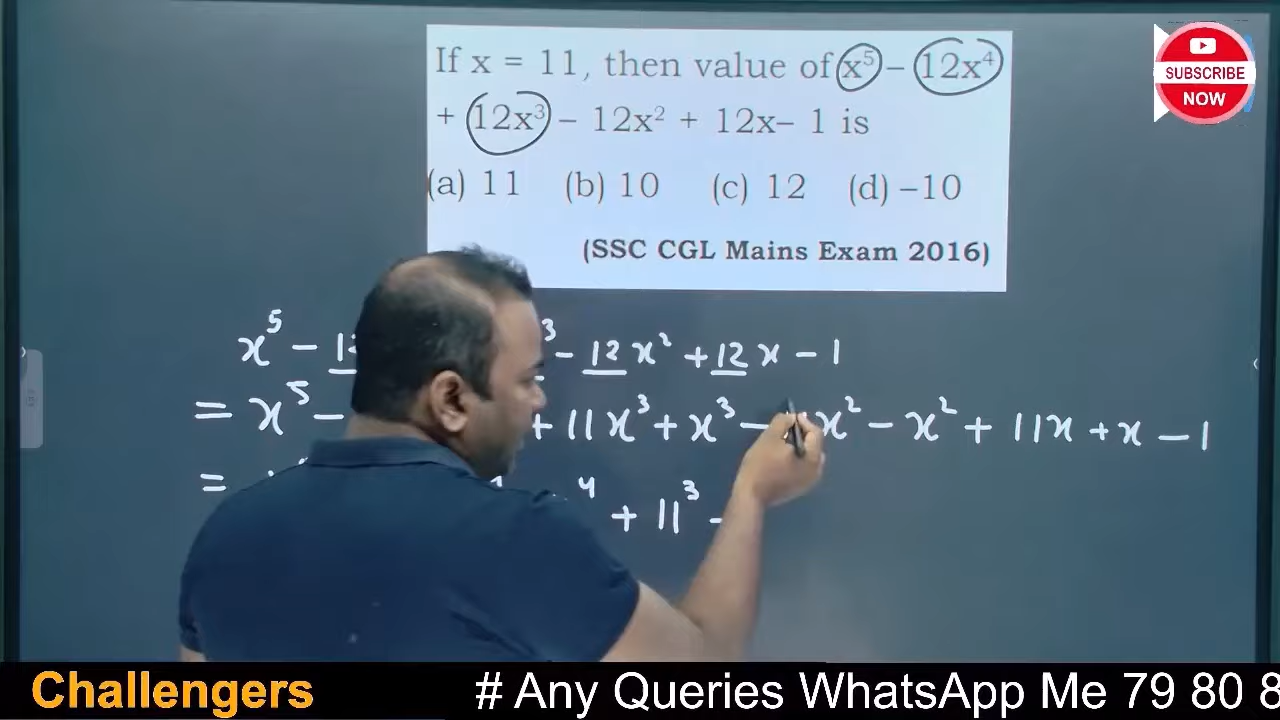 If x = 11, then value of x⁵ – 12x⁴
+ 12x³ – 12x² + 12x– 1 is
(a) 11 (b) 10 (c) 12 (d) –10
(SSC CGL Mains Exam 2016)
SUBSCRIBE
NOW
x⁵ – ³ – 12x² + 12x – 1
= x⁵ – + 11x³ + x³ – x² – x² + 11x + x – 1
= ⁴ + 11³ –
Challengers # Any Queries WhatsApp Me 79 80 8